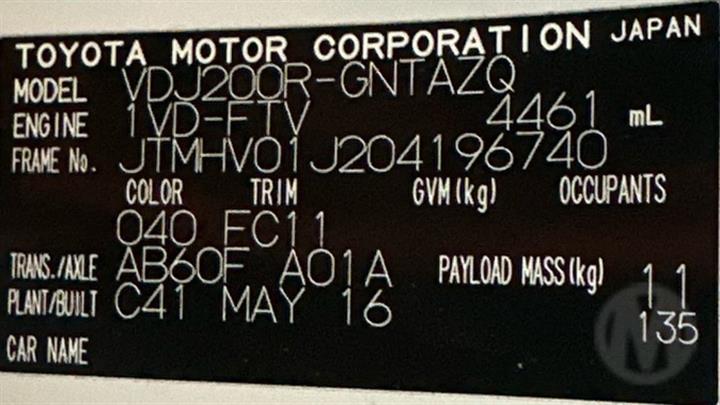 TOYOTA MOTOR CORPORATION JAPAN
MODEL VDJ200R-GNTAZQ
ENGINE 1VD-FTV 4461 mL
FRAME No. JTMHV01J204196740
COLOR TRIM GVM(kg) OCCUPANTS
040 FC11
TRANS./AXLE AB60F A01A PAYLOAD MASS(kg) 11
PLANT/BUILT C41 MAY 16 135
CAR NAME
M